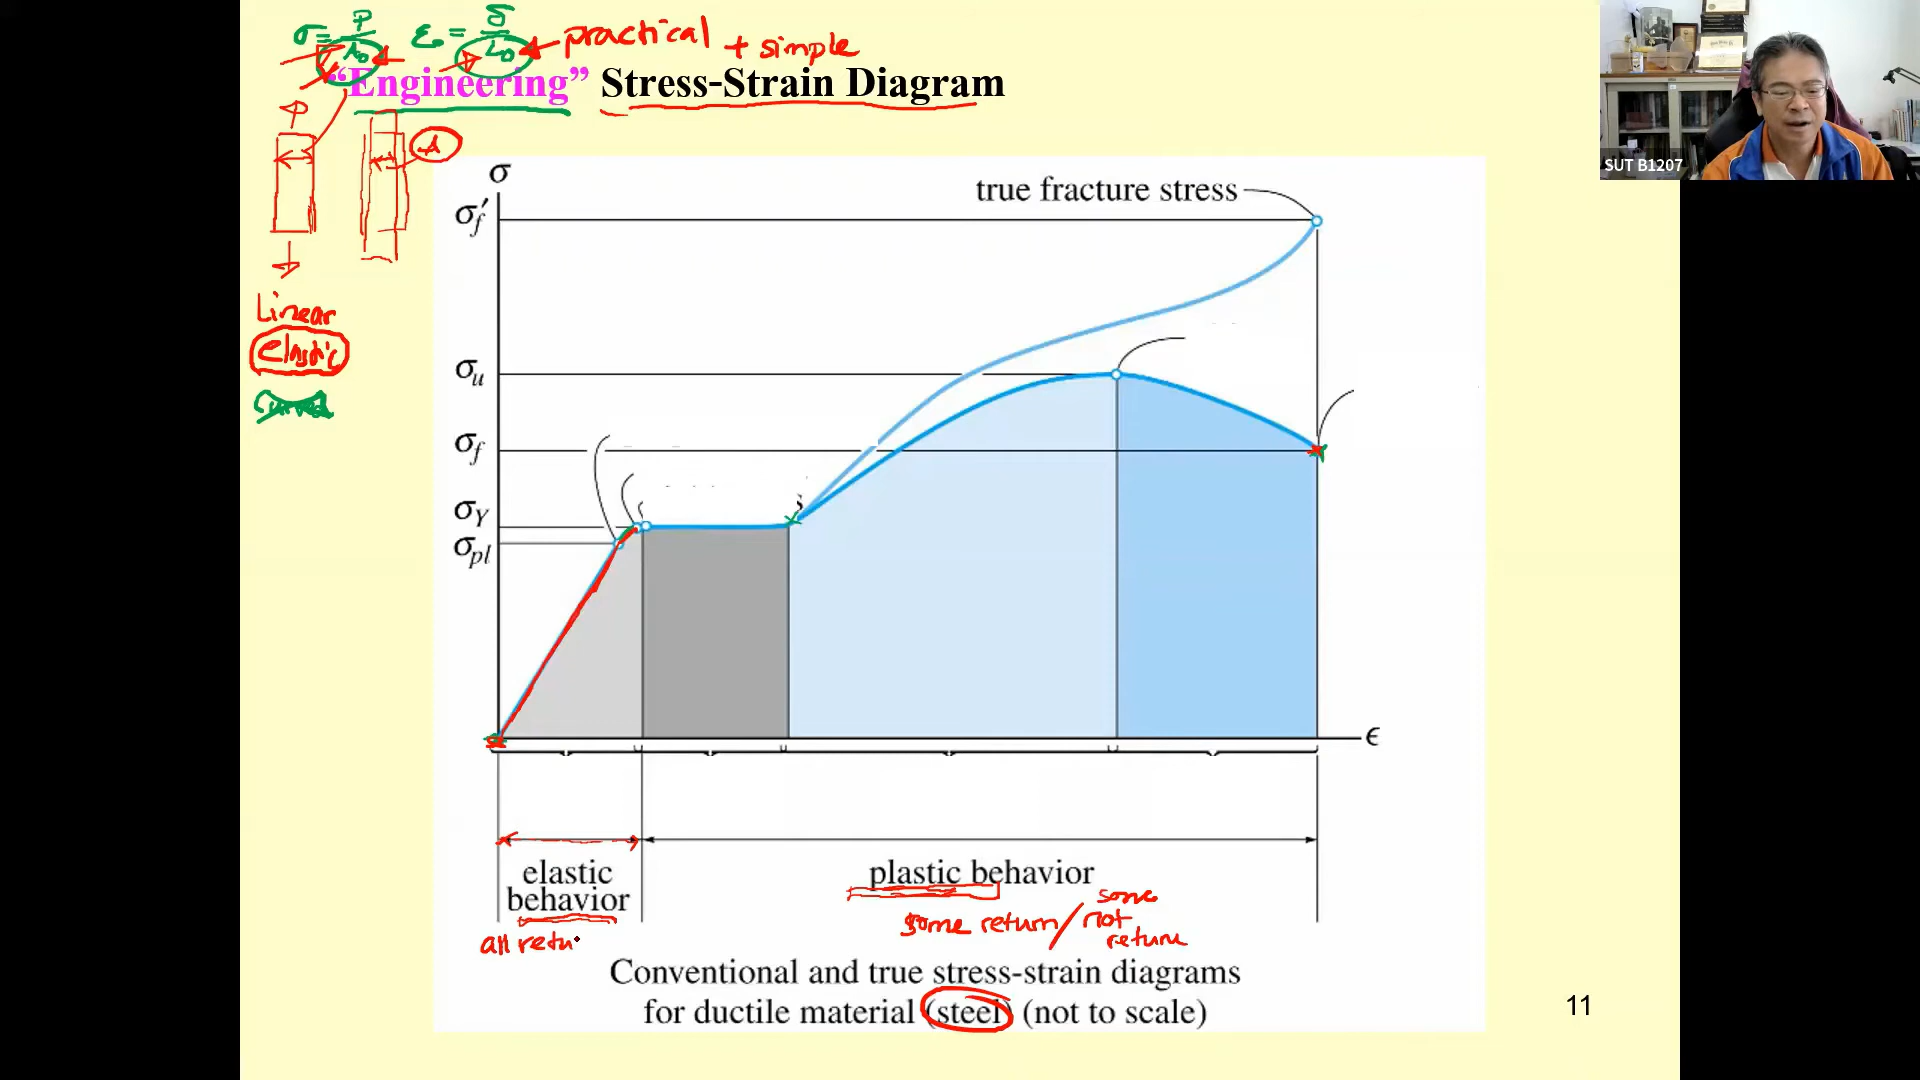 σ = P/A₀ ε₀ = δ/L₀ practical + simple
"Engineering" Stress-Strain Diagram
P
A
SUT B1207
σ
true fracture stress
σ'f
Linear
elastic
σu
σf
s
σY
σpl
ϵ
elastic
behavior
plastic behavior
all retu
some return / some not return
Conventional and true stress-strain diagrams
for ductile material (steel) (not to scale)
11